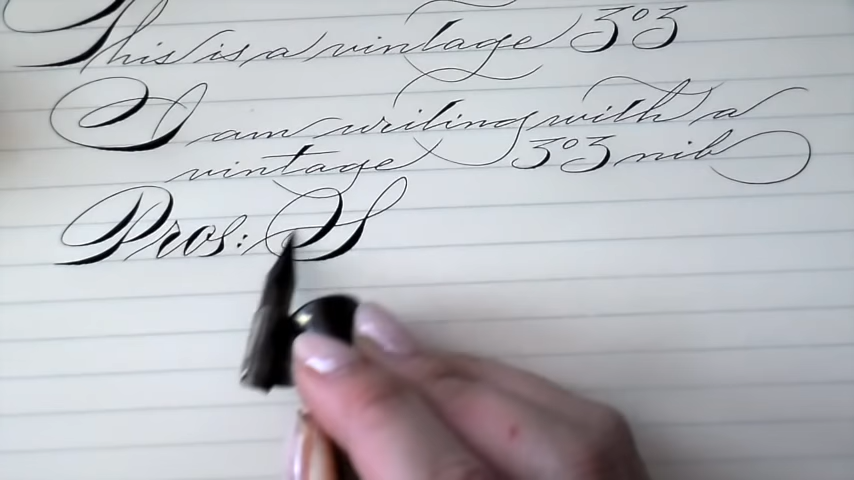 This is a vintage 303
I am writing with a
vintage 303 nib
Pros: S